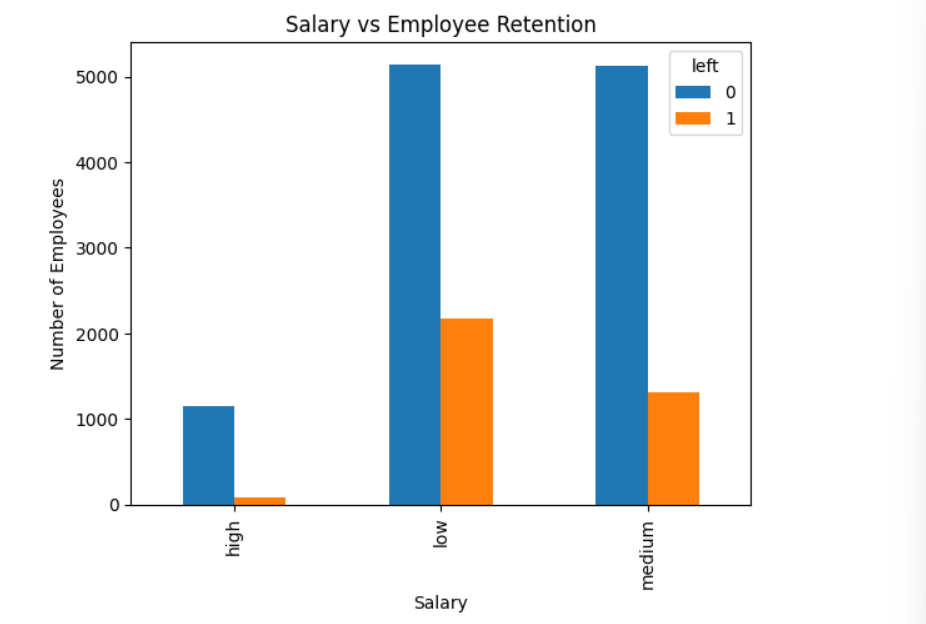 Salary vs Employee Retention
left
0
1
Number of Employees
5000
4000
3000
2000
1000
0
high
low
medium
Salary